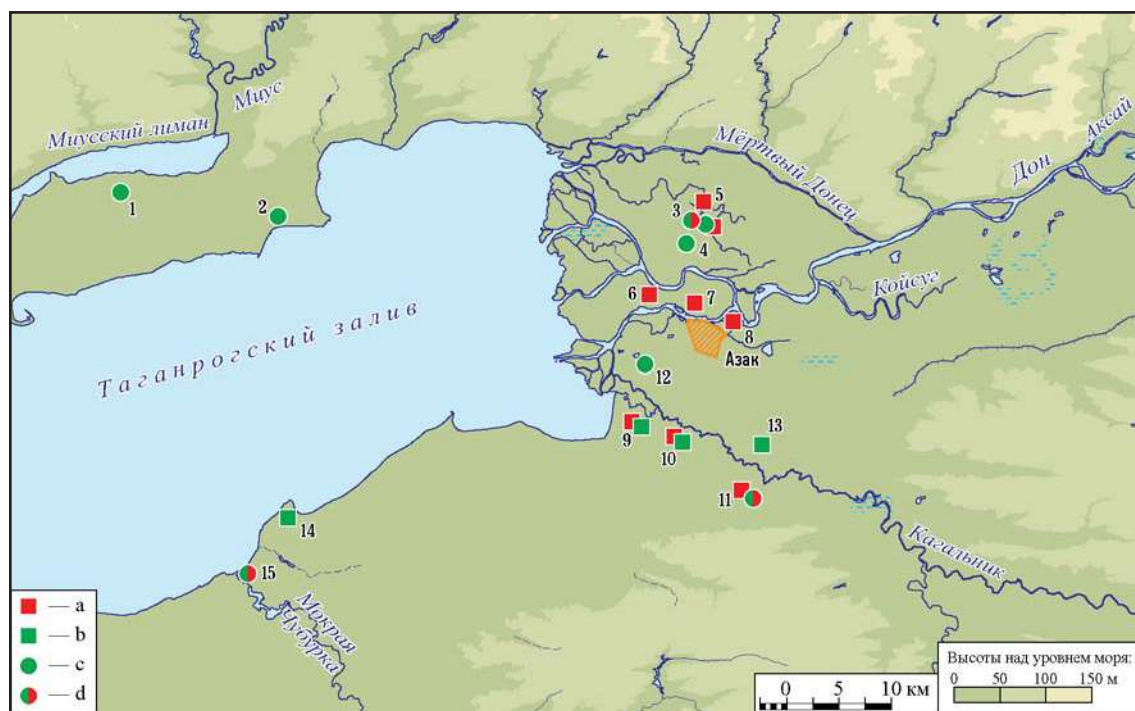 Миус
Миусский лиман
1
2
Мёртвый Донец
Дон
Аксай
5
3
4
Койсуг
6
7
8
Азак
12
Таганрогский залив
9
10
13
11
14
15
Кагальник
Мокрая
Чубурка
— a
— b
— c
— d
0 5 10 км
Высоты над уровнем моря:
0 50 100 150 м